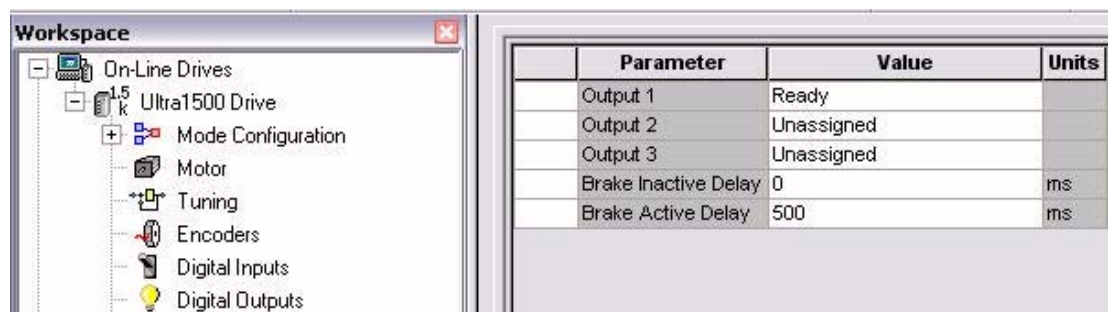 Workspace
On-Line Drives
1.5 k Ultra1500 Drive
Mode Configuration
Motor
Tuning
Encoders
Digital Inputs
Digital Outputs
Parameter Value Units
Output 1 Ready
Output 2 Unassigned
Output 3 Unassigned
Brake Inactive Delay 0 ms
Brake Active Delay 500 ms